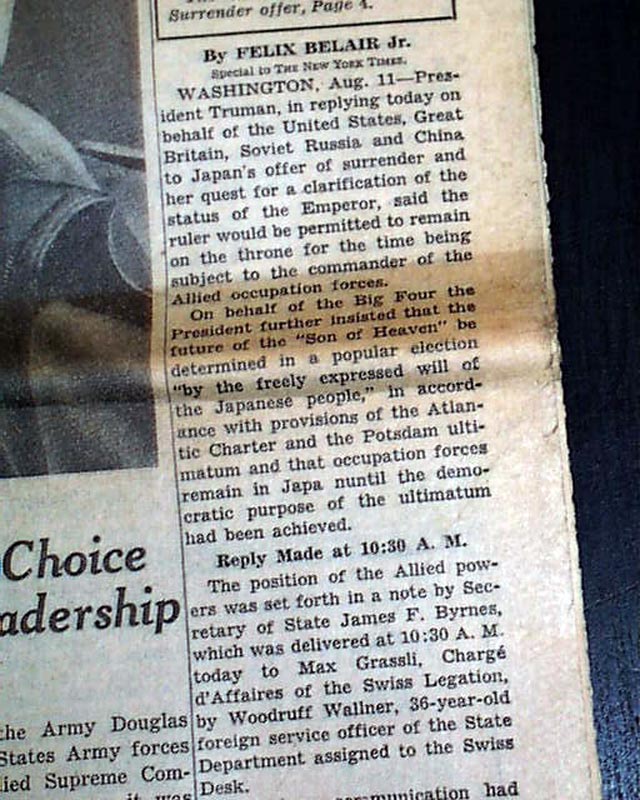 Surrender offer, Page 4.
By FELIX BELAIR Jr.
Special to THE NEW YORK TIMES.
WASHINGTON, Aug. 11—Pres-
ident Truman, in replying today on
behalf of the United States, Great
Britain, Soviet Russia and China
to Japan's offer of surrender and
her quest for a clarification of the
status of the Emperor, said the
ruler would be permitted to remain
on the throne for the time being
subject to the commander of the
Allied occupation forces.
On behalf of the Big Four the
President further insisted that the
future of the "Son of Heaven" be
determined in a popular election
"by the freely expressed will of
the Japanese people," in accord-
ance with provisions of the Atlan-
tic Charter and the Potsdam ulti-
matum and that occupation forces
remain in Japa nuntil the demo-
cratic purpose of the ultimatum
had been achieved.
Reply Made at 10:30 A. M.
The position of the Allied pow-
ers was set forth in a note by Sec-
retary of State James F. Byrnes,
which was delivered at 10:30 A. M.
today to Max Grassli, Chargé
d'Affaires of the Swiss Legation,
by Woodruff Wallner, 36-year-old
foreign service officer of the State
Department assigned to the Swiss
Desk.
communication had
Choice
adership
the Army Douglas
States Army forces
lied Supreme Com-
it was